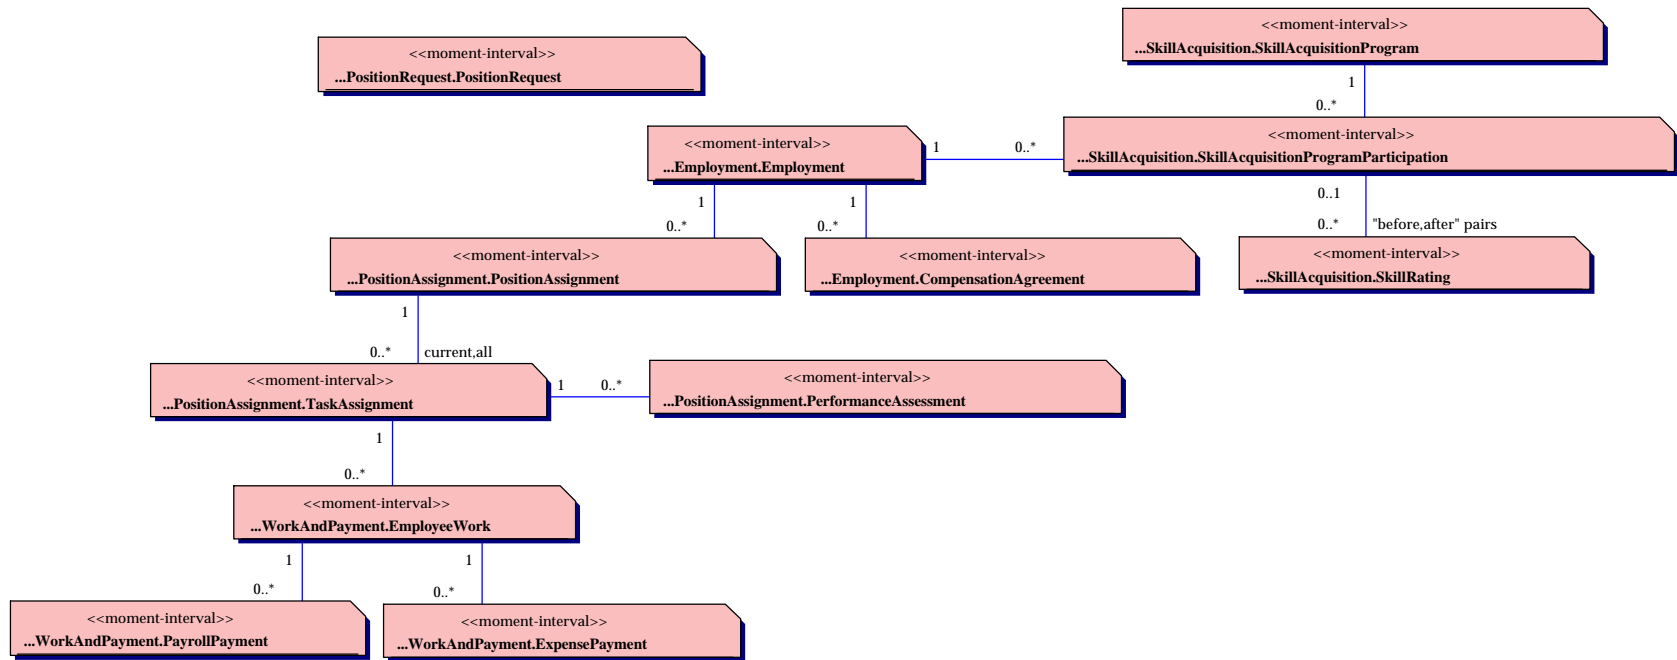 <<moment-interval>>
...SkillAcquisition.SkillAcquisitionProgram
<<moment-interval>>
...PositionRequest.PositionRequest
1
0..*
<<moment-interval>>
...SkillAcquisition.SkillAcquisitionProgramParticipation
<<moment-interval>>
...Employment.Employment
1
0..*
0..1
0..*
"before,after" pairs
1
0..*
1
0..*
<<moment-interval>>
...PositionAssignment.PositionAssignment
<<moment-interval>>
...Employment.CompensationAgreement
<<moment-interval>>
...SkillAcquisition.SkillRating
1
0..*
current,all
<<moment-interval>>
...PositionAssignment.TaskAssignment
1
0..*
<<moment-interval>>
...PositionAssignment.PerformanceAssessment
1
0..*
<<moment-interval>>
...WorkAndPayment.EmployeeWork
1
0..*
1
0..*
<<moment-interval>>
...WorkAndPayment.PayrollPayment
<<moment-interval>>
...WorkAndPayment.ExpensePayment